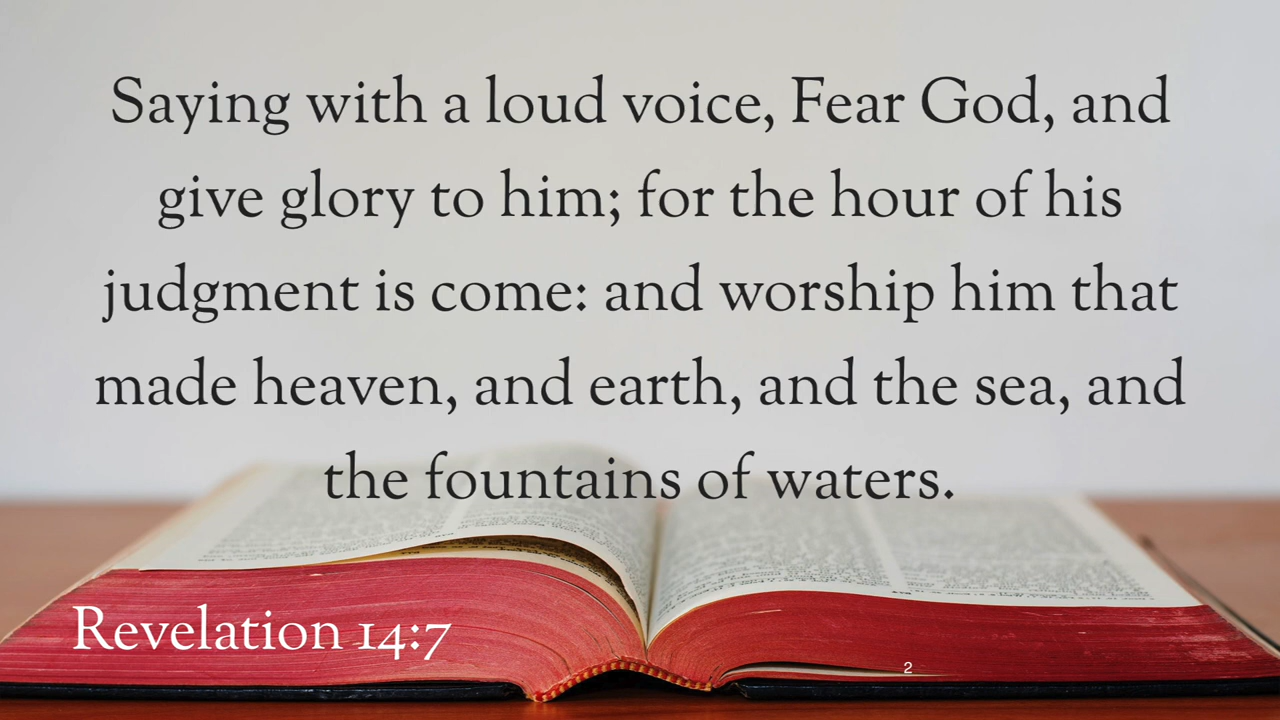 Saying with a loud voice, Fear God, and
give glory to him; for the hour of his
judgment is come: and worship him that
made heaven, and earth, and the sea, and
the fountains of waters.
Revelation 14:7
2